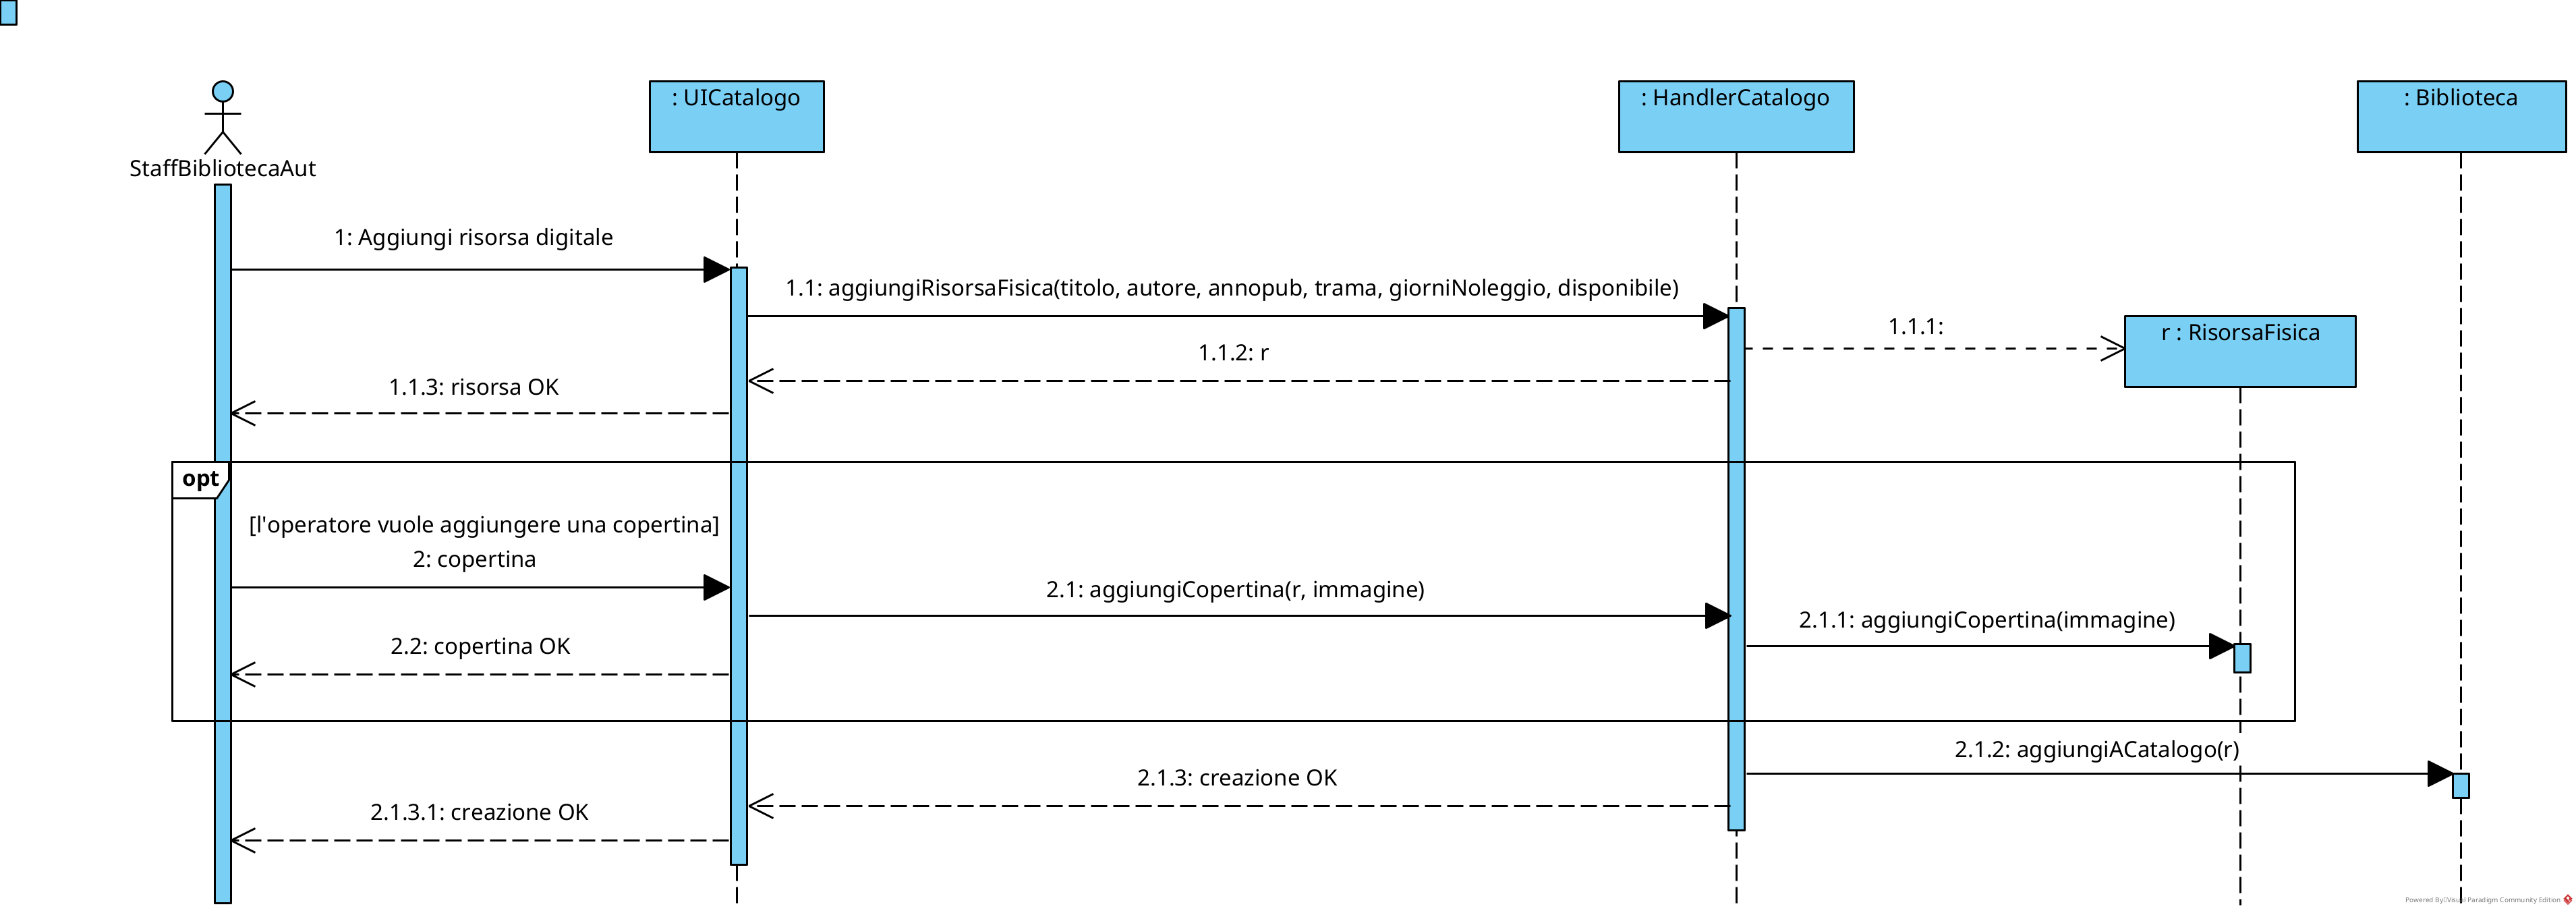 : UICatalogo
: HandlerCatalogo
: Biblioteca
StaffBibliotecaAut
1: Aggiungi risorsa digitale
1.1: aggiungiRisorsaFisica(titolo, autore, annopub, trama, giorniNoleggio, disponibile)
1.1.1:
r : RisorsaFisica
1.1.2: r
1.1.3: risorsa OK
opt
[l'operatore vuole aggiungere una copertina]
2: copertina
2.1: aggiungiCopertina(r, immagine)
2.1.1: aggiungiCopertina(immagine)
2.2: copertina OK
2.1.2: aggiungiACatalogo(r)
2.1.3: creazione OK
2.1.3.1: creazione OK
Powered By Visual Paradigm Community Edition